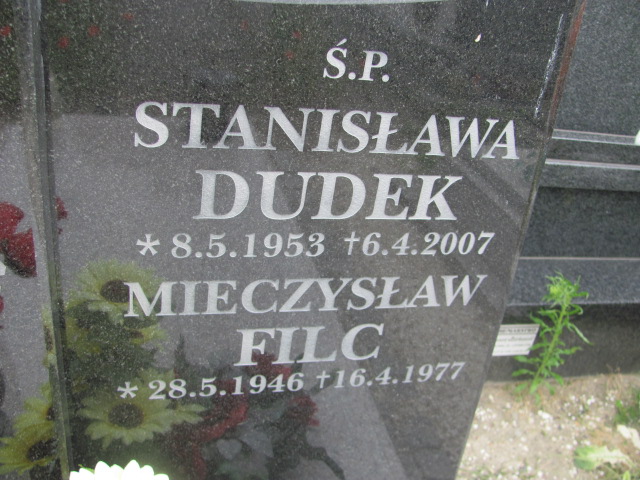 Ś.P.
STANISŁAWA
DUDEK
* 8.5.1953 †6.4.2007
MIECZYSŁAW
FILC
* 28.5.1946 †16.4.1977